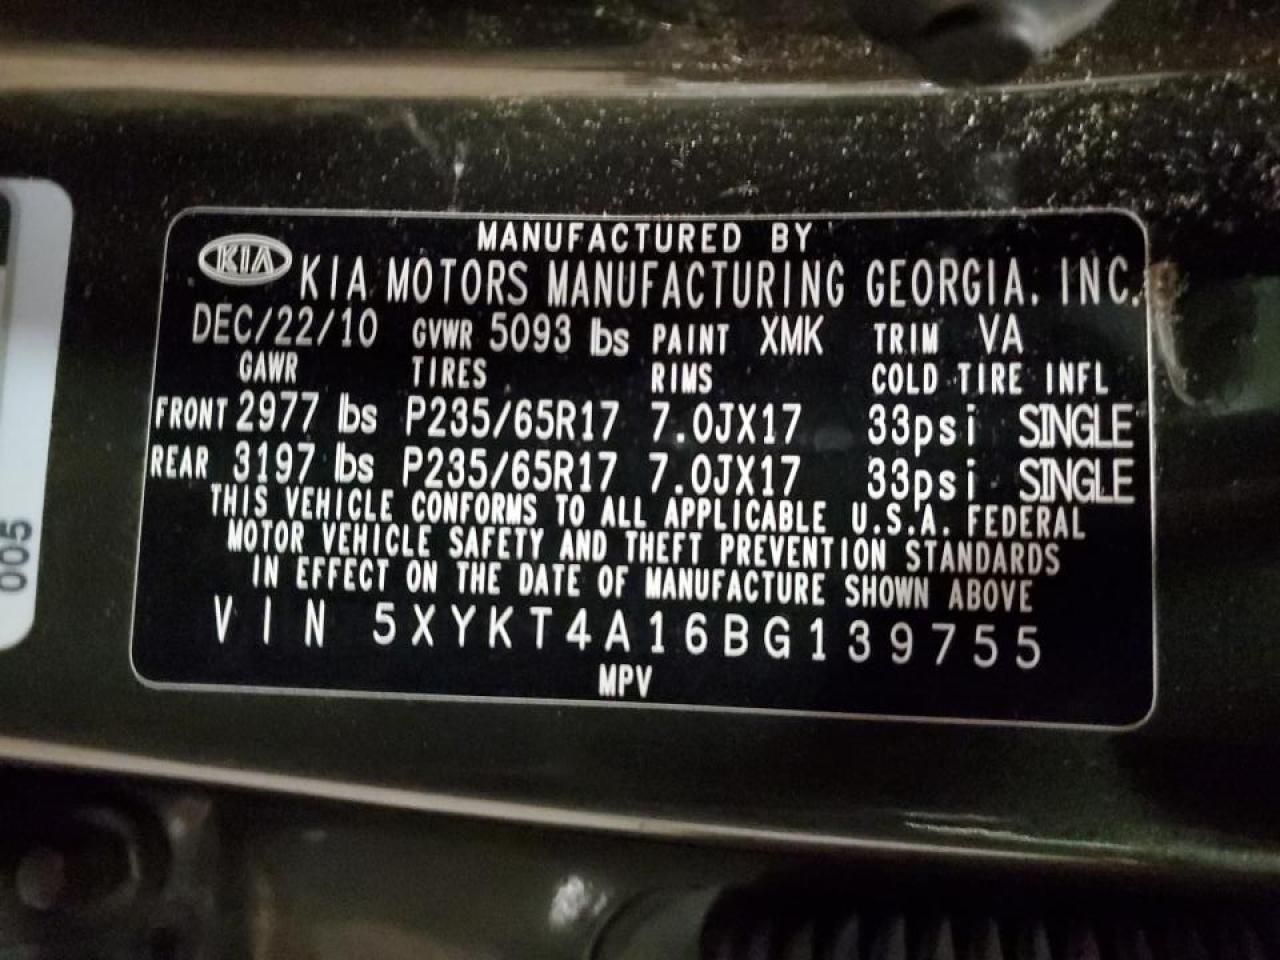 MANUFACTURED BY
KIA KIA MOTORS MANUFACTURING GEORGIA, INC.
DEC/22/10 GVWR 5093 lbs PAINT XMK TRIM VA
GAWR TIRES RIMS COLD TIRE INFL
FRONT 2977 lbs P235/65R17 7.0JX17 33psi SINGLE
REAR 3197 lbs P235/65R17 7.0JX17 33psi SINGLE
THIS VEHICLE CONFORMS TO ALL APPLICABLE U.S.A. FEDERAL
MOTOR VEHICLE SAFETY AND THEFT PREVENTION STANDARDS
IN EFFECT ON THE DATE OF MANUFACTURE SHOWN ABOVE
VIN 5XYKT4A16BG139755
MPV
005